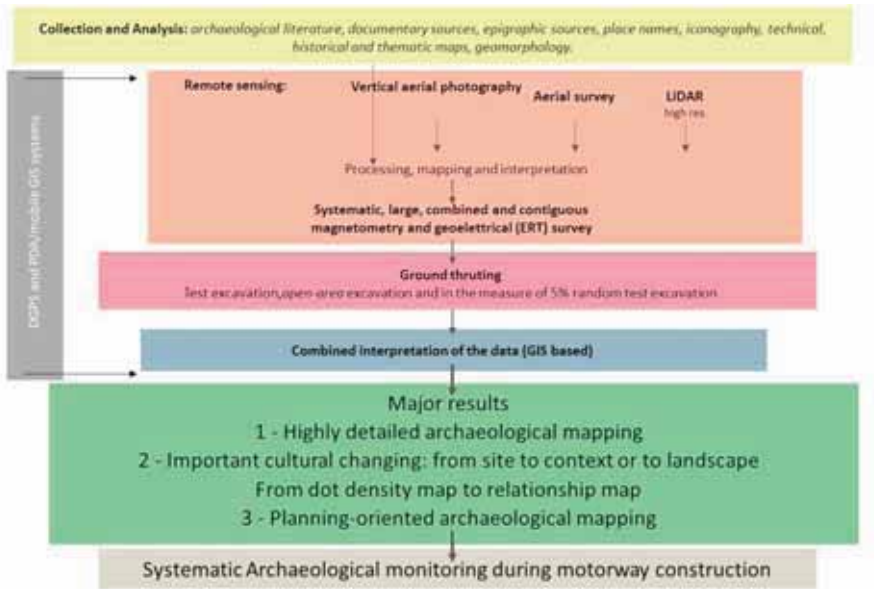 Collection and Analysis: archaeological literature, documentary sources, epigraphic sources, place names, iconography, technical,
historical and thematic maps, geomorphology.
DGPS and PDA/mobile GIS systems
Remote sensing:
Vertical aerial photography
Aerial survey
LIDAR
high res.
Processing, mapping and interpretation
Systematic, large, combined and contiguous
magnetometry and geoelettrical (ERT) survey
Ground thruting
Test excavation,open area excavation and in the measure of 5% random test excavation
Combined interpretation of the data (GIS based)
Major results
1 - Highly detailed archaeological mapping
2 - Important cultural changing: from site to context or to landscape
From dot density map to relationship map
3 - Planning-oriented archaeological mapping
Systematic Archaeological monitoring during motorway construction